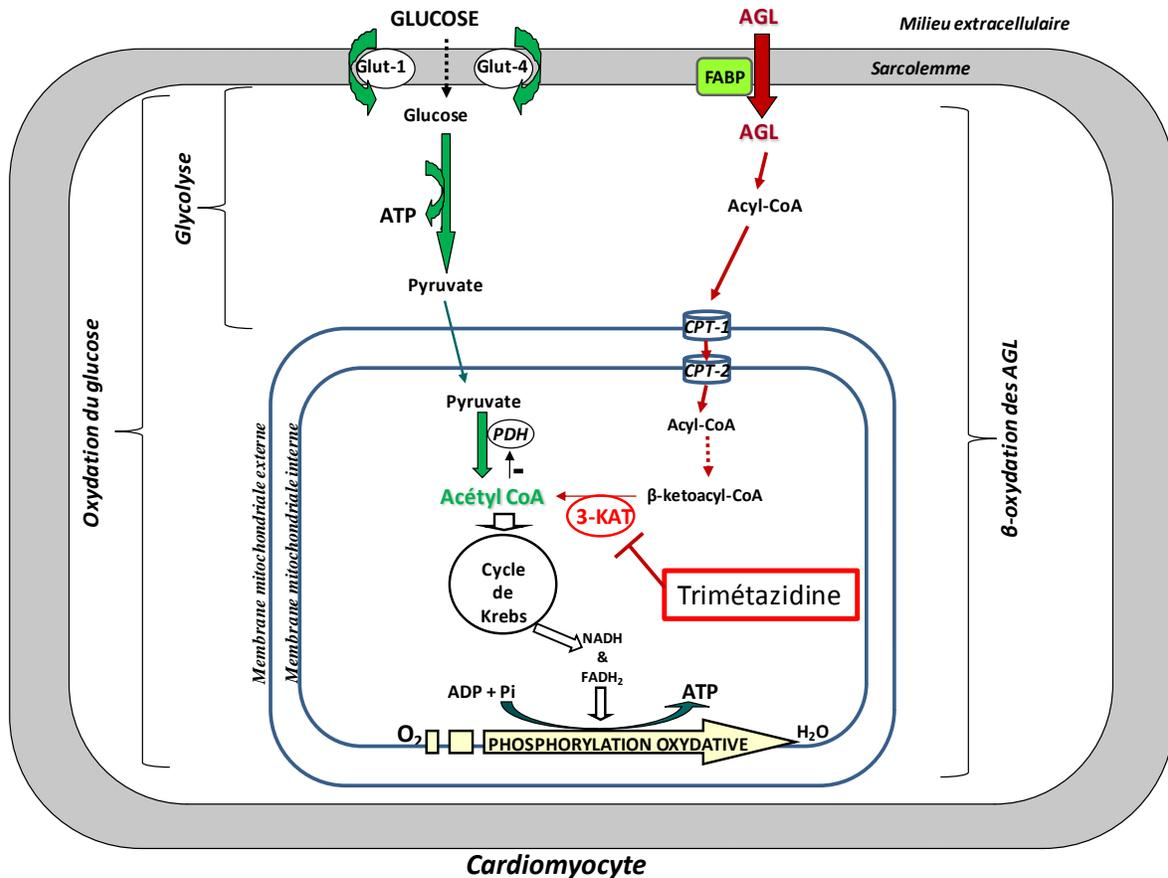 GLUCOSE
AGL
Milieu extracellulaire
Glut-1
Glut-4
FABP
Sarcolemme
Glucose
AGL
Glycolyse
ATP
Acyl-CoA
Pyruvate
Oxydation du glucose
CPT-1
CPT-2
β-oxydation des AGL
Membrane mitochondriale externe
Membrane mitochondriale interne
Pyruvate
PDH
Acyl-CoA
-
Acétyl CoA
β-ketoacyl-CoA
3-KAT
Cycle
de
Krebs
Trimétazidine
NADH
&
FADH₂
ADP + Pi
ATP
O₂
PHOSPHORYLATION OXYDATIVE
H₂O
Cardiomyocyte